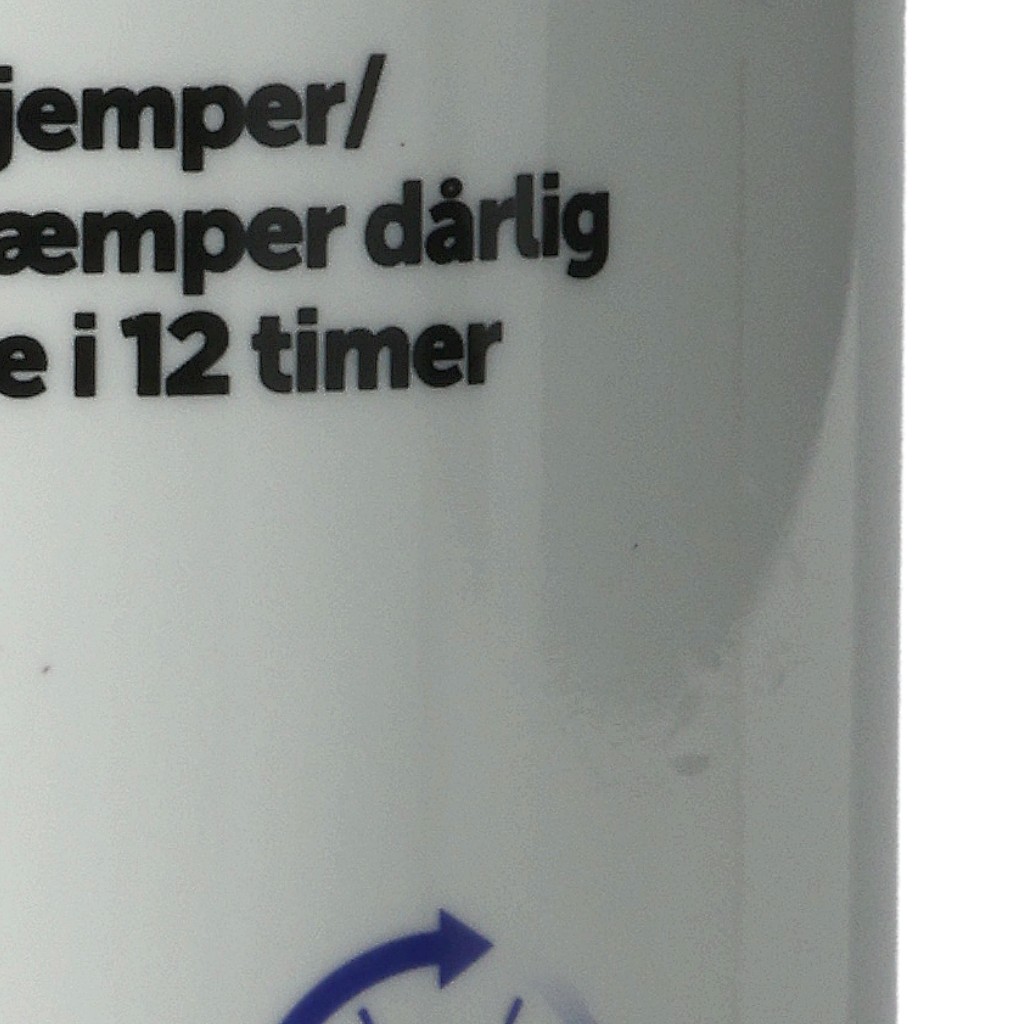 jemper/
æmper dårlig
e i 12 timer